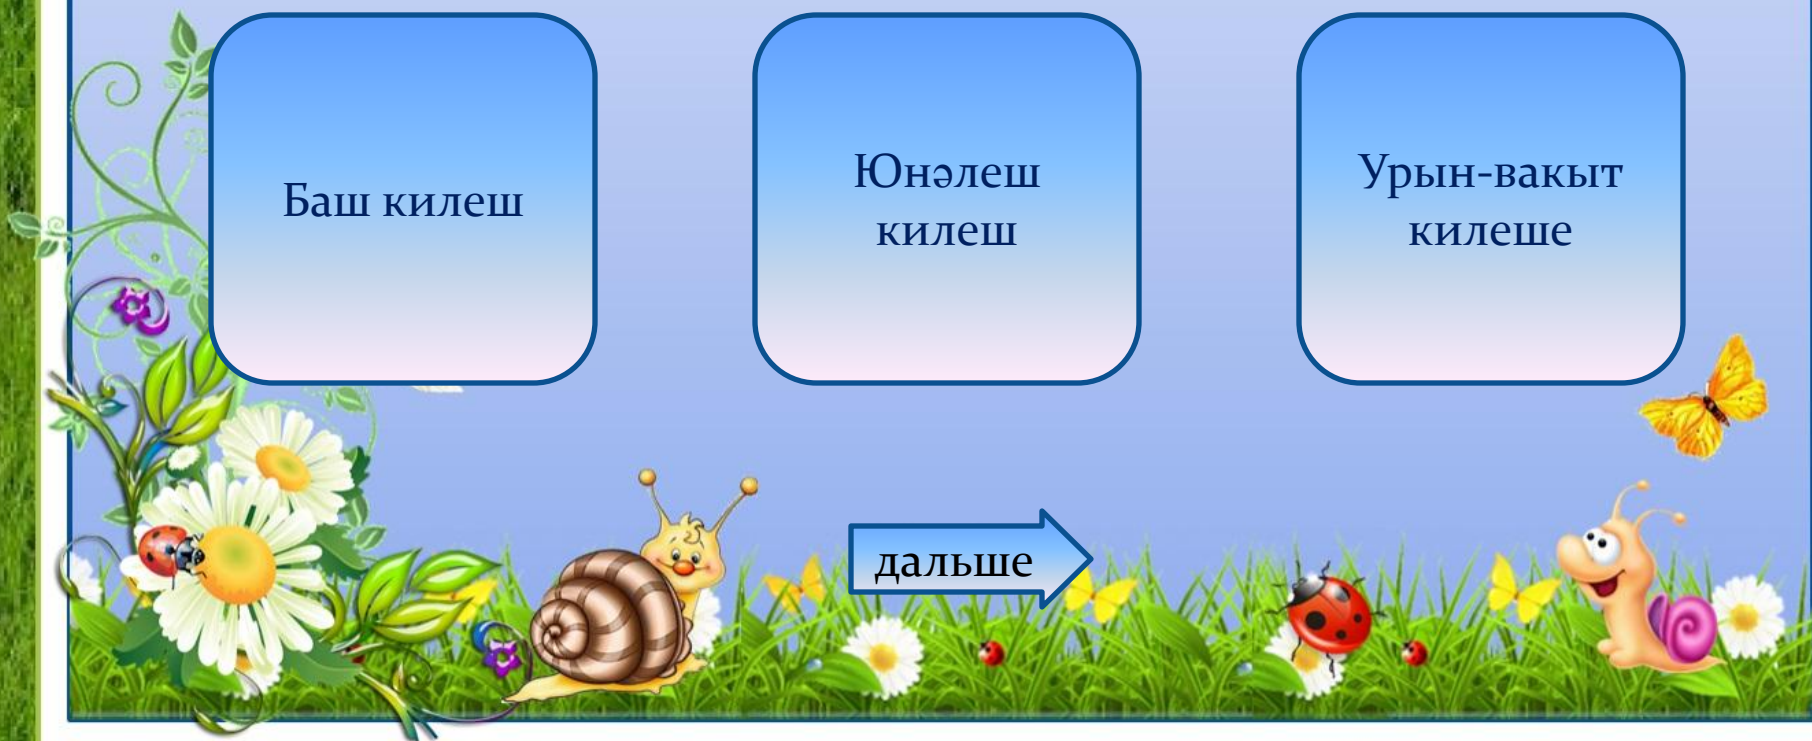 Баш килеш
Юнәлеш
килеш
Урын-вакыт
килеше
дальше